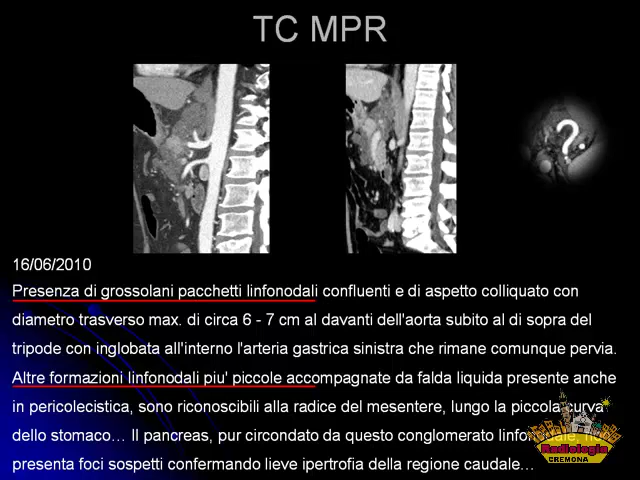 TC MPR
?
16/06/2010
Presenza di grossolani pacchetti linfonodali confluenti e di aspetto colliquato con
diametro trasverso max. di circa 6 - 7 cm al davanti dell'aorta subito al di sopra del
tripode con inglobata all'interno l'arteria gastrica sinistra che rimane comunque pervia.
Altre formazioni linfonodali piu' piccole accompagnate da falda liquida presente anche
in pericolecistica, sono riconoscibili alla radice del mesentere, lungo la piccola curva
dello stomaco… Il pancreas, pur circondato da questo conglomerato linfonodale, non
presenta foci sospetti confermando lieve ipertrofia della regione caudale…
Radiologia
CREMONA